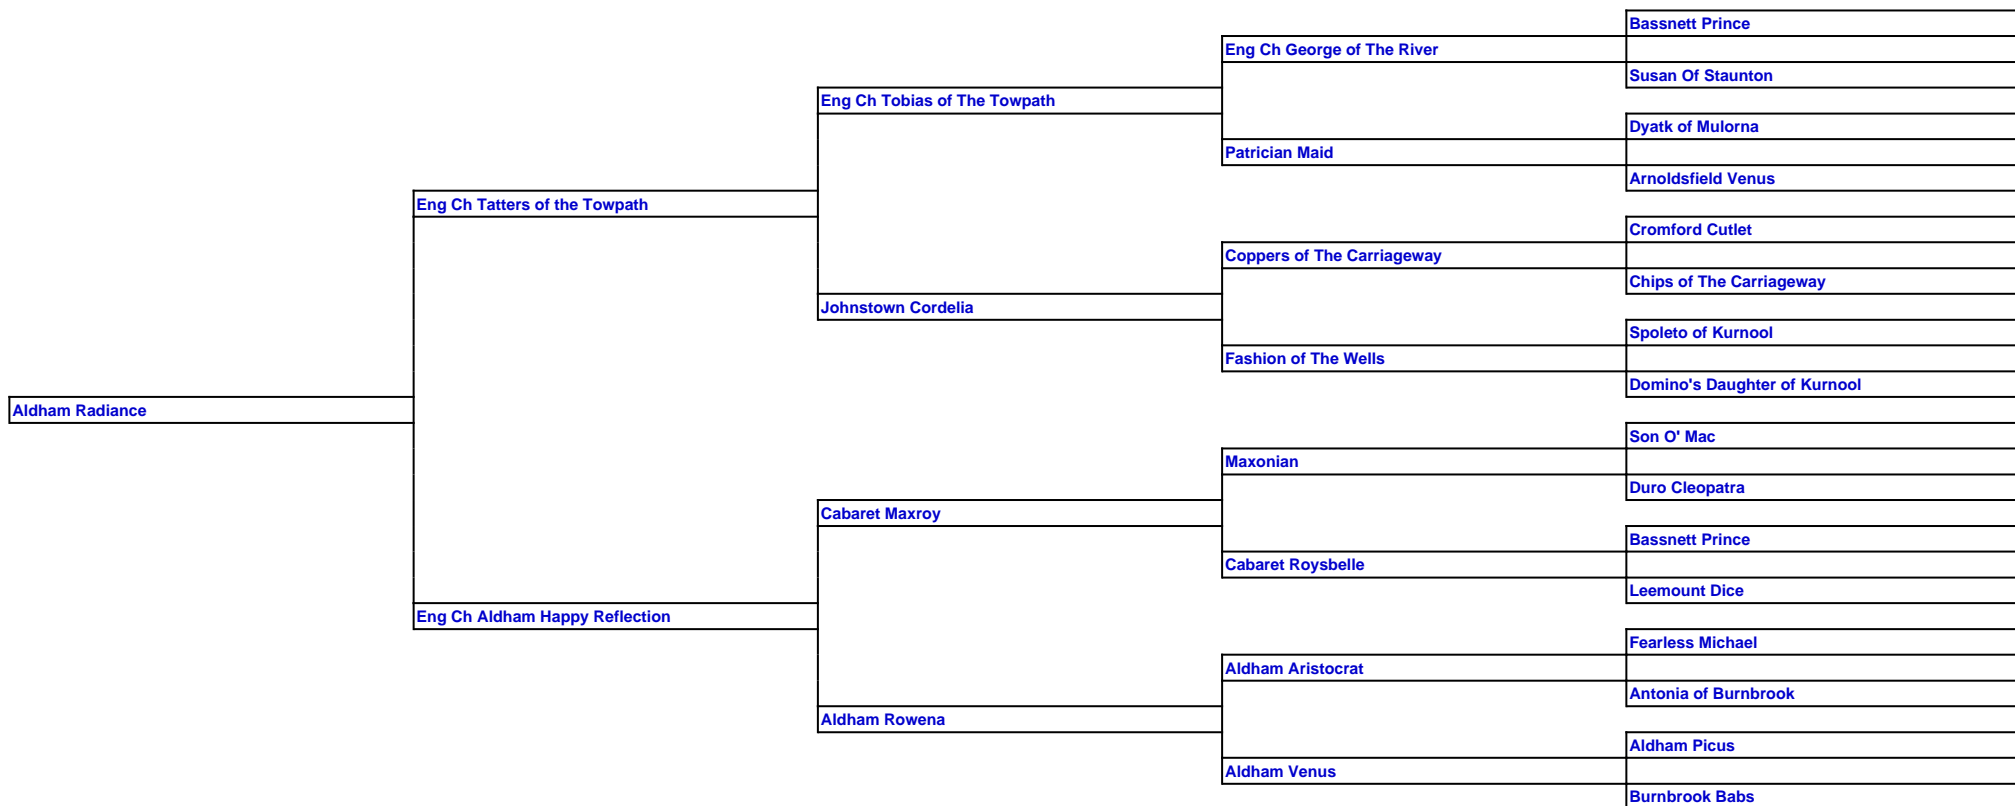 Bassnett Prince
Eng Ch George of The River
Susan Of Staunton
Eng Ch Tobias of The Towpath
Dyatk of Mulorna
Patrician Maid
Arnoldsfield Venus
Eng Ch Tatters of the Towpath
Cromford Cutlet
Coppers of The Carriageway
Chips of The Carriageway
Johnstown Cordelia
Spoleto of Kurnool
Fashion of The Wells
Domino's Daughter of Kurnool
Aldham Radiance
Son O' Mac
Maxonian
Duro Cleopatra
Cabaret Maxroy
Bassnett Prince
Cabaret Roysbelle
Leemount Dice
Eng Ch Aldham Happy Reflection
Fearless Michael
Aldham Aristocrat
Antonia of Burnbrook
Aldham Rowena
Aldham Picus
Aldham Venus
Burnbrook Babs